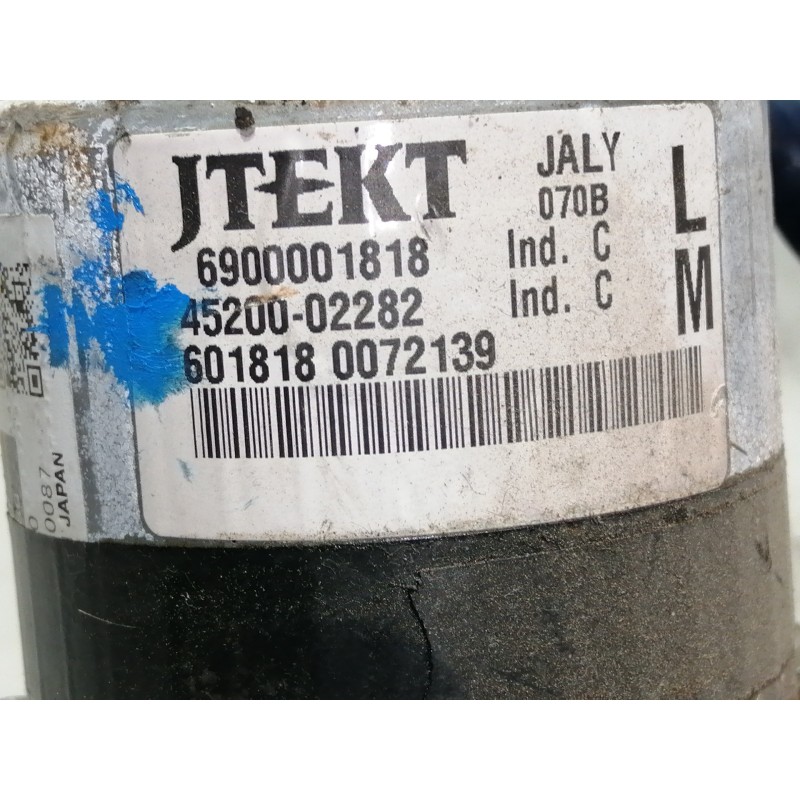 JTEKT
JALY
070B
L
6900001818
Ind. C
45200-02282
Ind. C
M
601818 0072139
0087
JAPAN